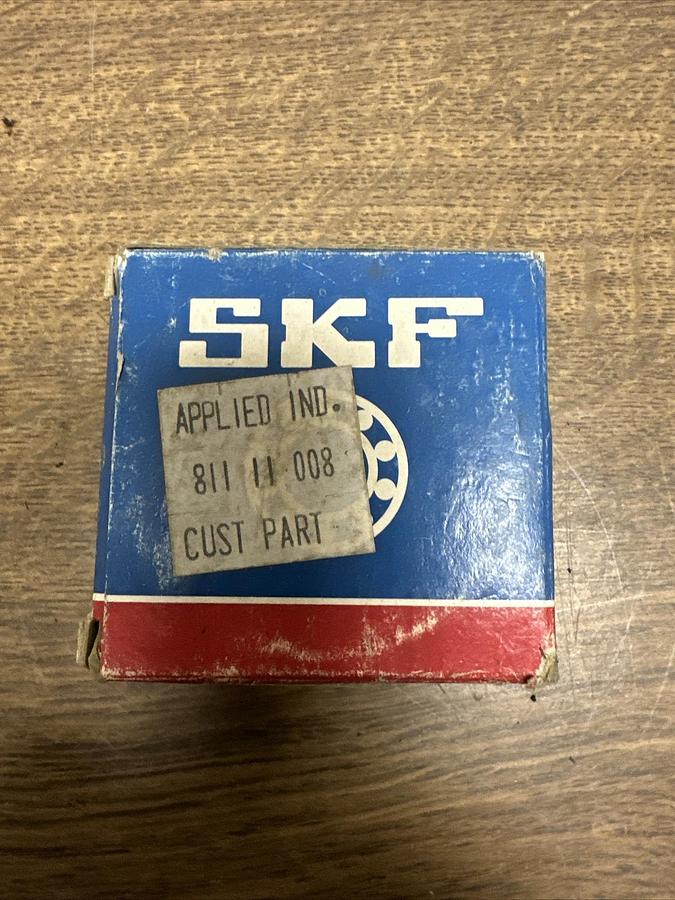 SKF
APPLIED IND.
811 11 008
CUST PART